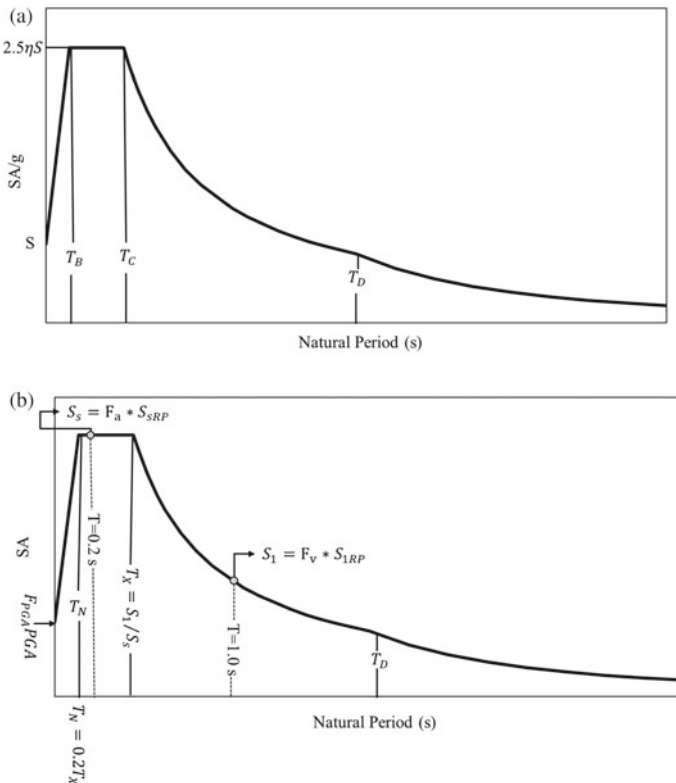 (a)
2.5ηS
SA/g
S
T_B
T_C
T_D
Natural Period (s)
(b)
S_s = F_a * S_sRP
SA
F_PGA PGA
T_N
T=0.2 s
T_X = S_1/S_s
S_1 = F_v * S_1RP
T=1.0 s
T_D
T_N = 0.2T_X
Natural Period (s)